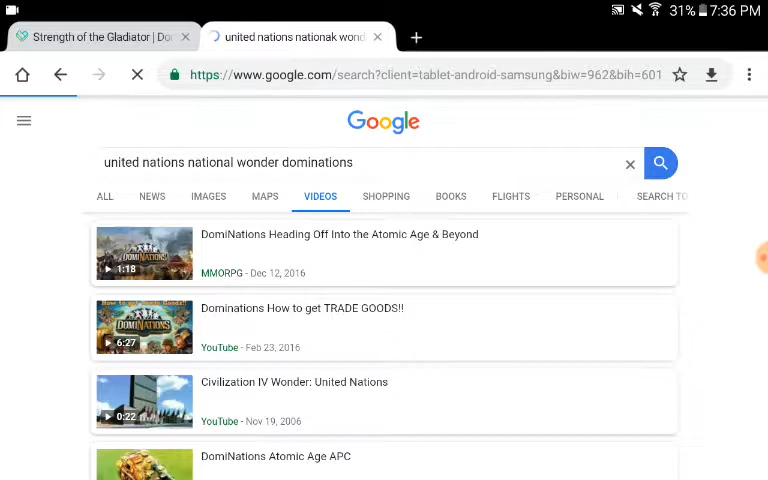 31% 7:36 PM
Strength of the Gladiator | Do
united nations nationak wond
https://www.google.com/search?client=tablet-android-samsung&biw=962&bih=601
Google
united nations national wonder dominations
ALL NEWS IMAGES MAPS VIDEOS SHOPPING BOOKS FLIGHTS PERSONAL SEARCH TO
DomiNations Heading Off Into the Atomic Age & Beyond
DOMINATIONS
1:18
MMORPG - Dec 12, 2016
Dominations How to get TRADE GOODS!!
DOMINATIONS
6:27
YouTube - Feb 23, 2016
Civilization IV Wonder: United Nations
0:22
YouTube - Nov 19, 2006
DomiNations Atomic Age APC